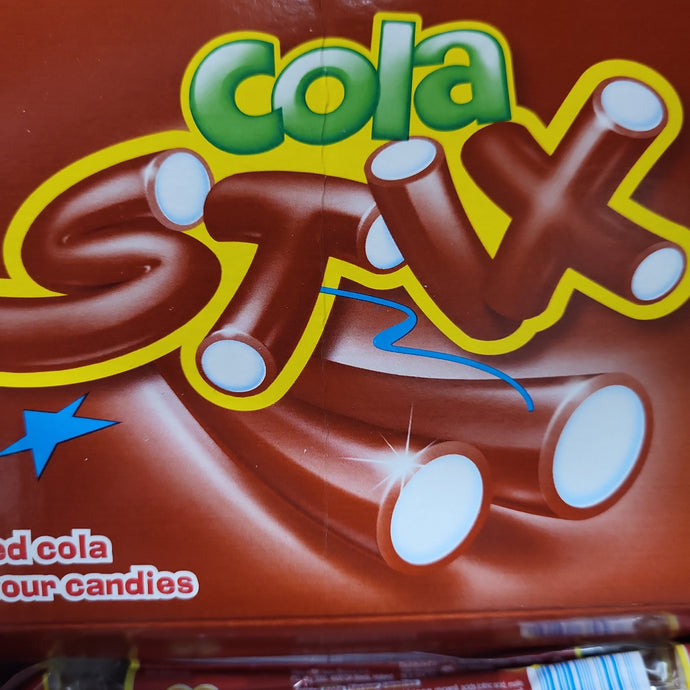 cola
STIX
ed cola
our candies